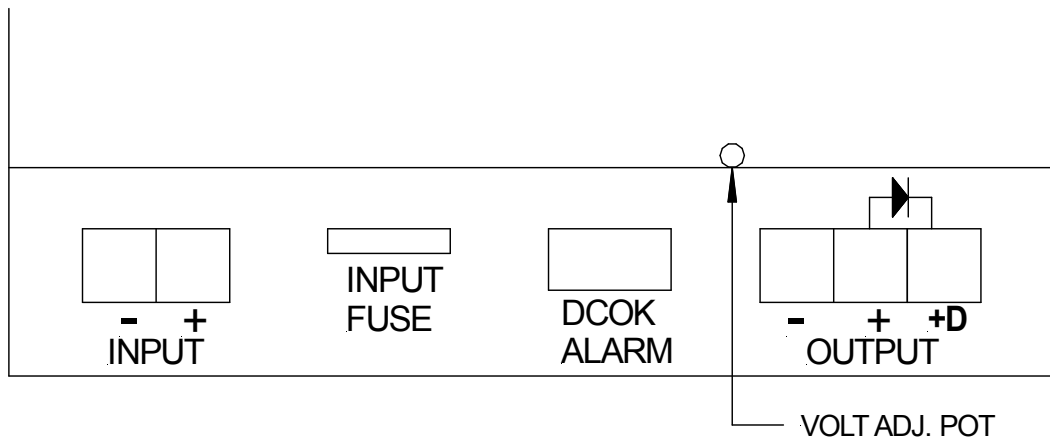 - +
INPUT
INPUT
FUSE
DCOK
ALARM
- + +D
OUTPUT
VOLT ADJ. POT